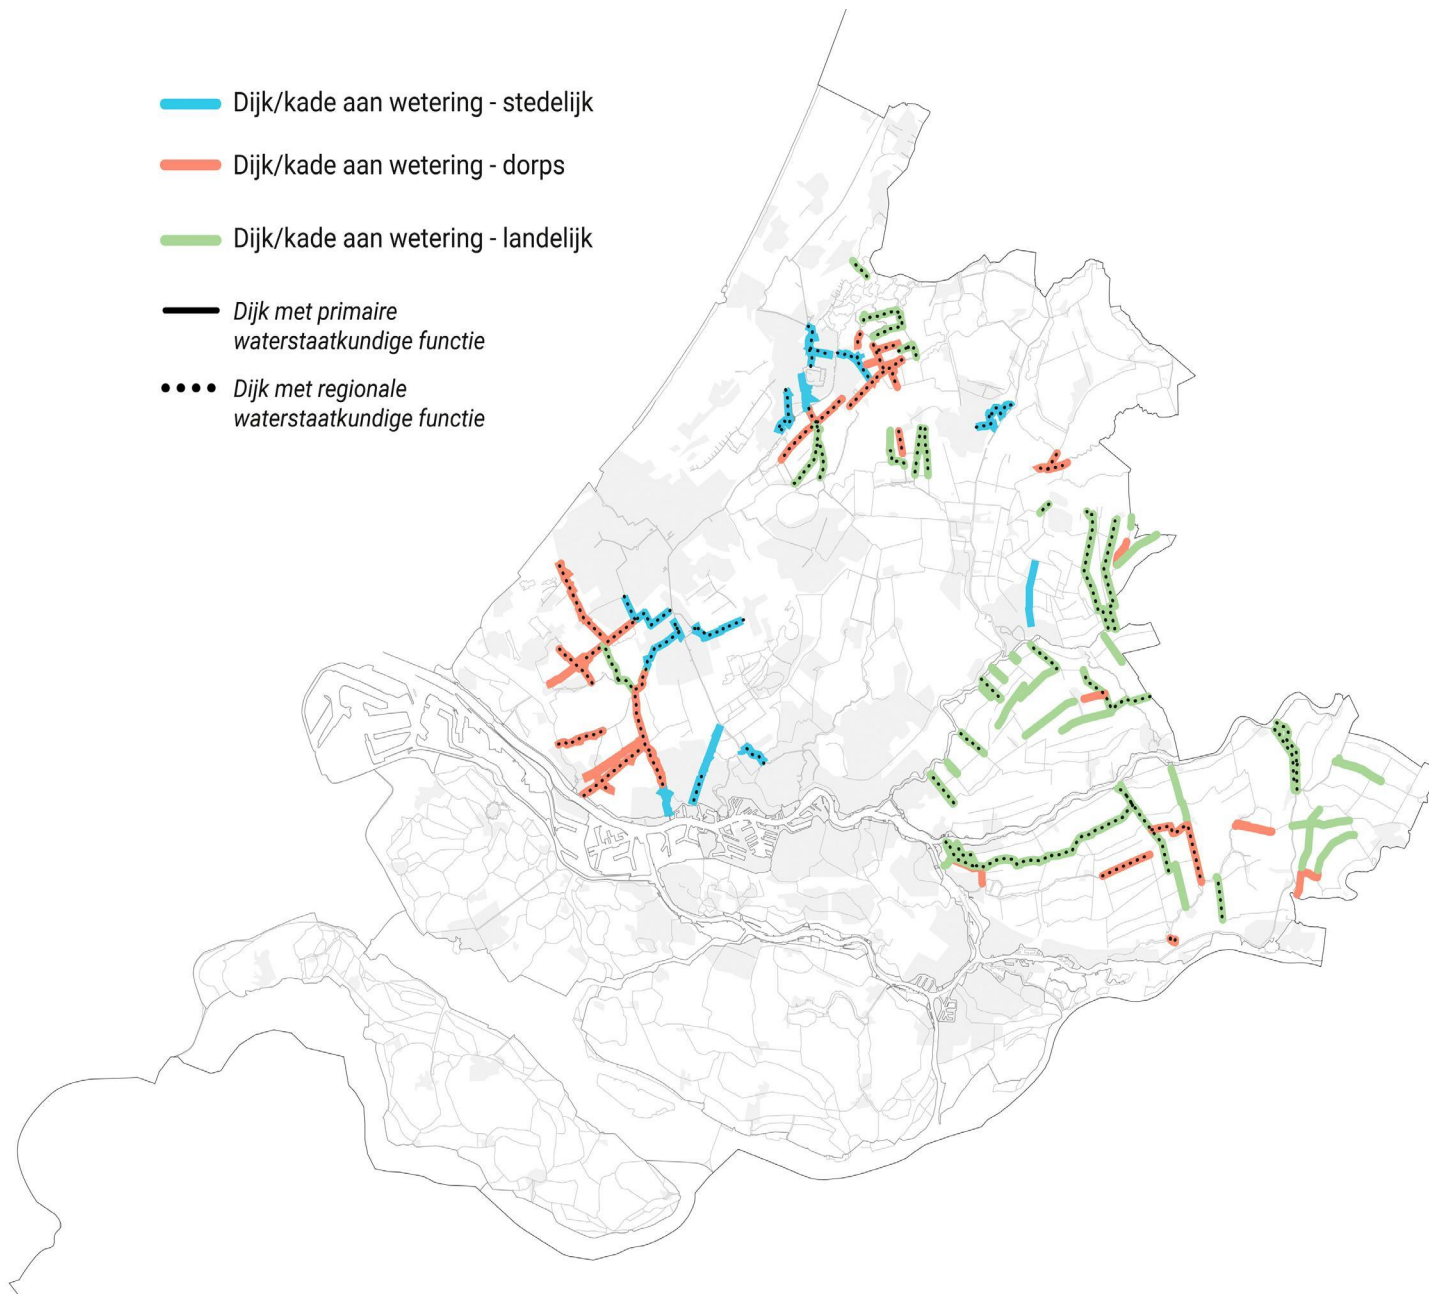 Dijk/kade aan wetering - stedelijk
Dijk/kade aan wetering - dorps
Dijk/kade aan wetering - landelijk
Dijk met primaire
waterstaatkundige functie
Dijk met regionale
waterstaatkundige functie